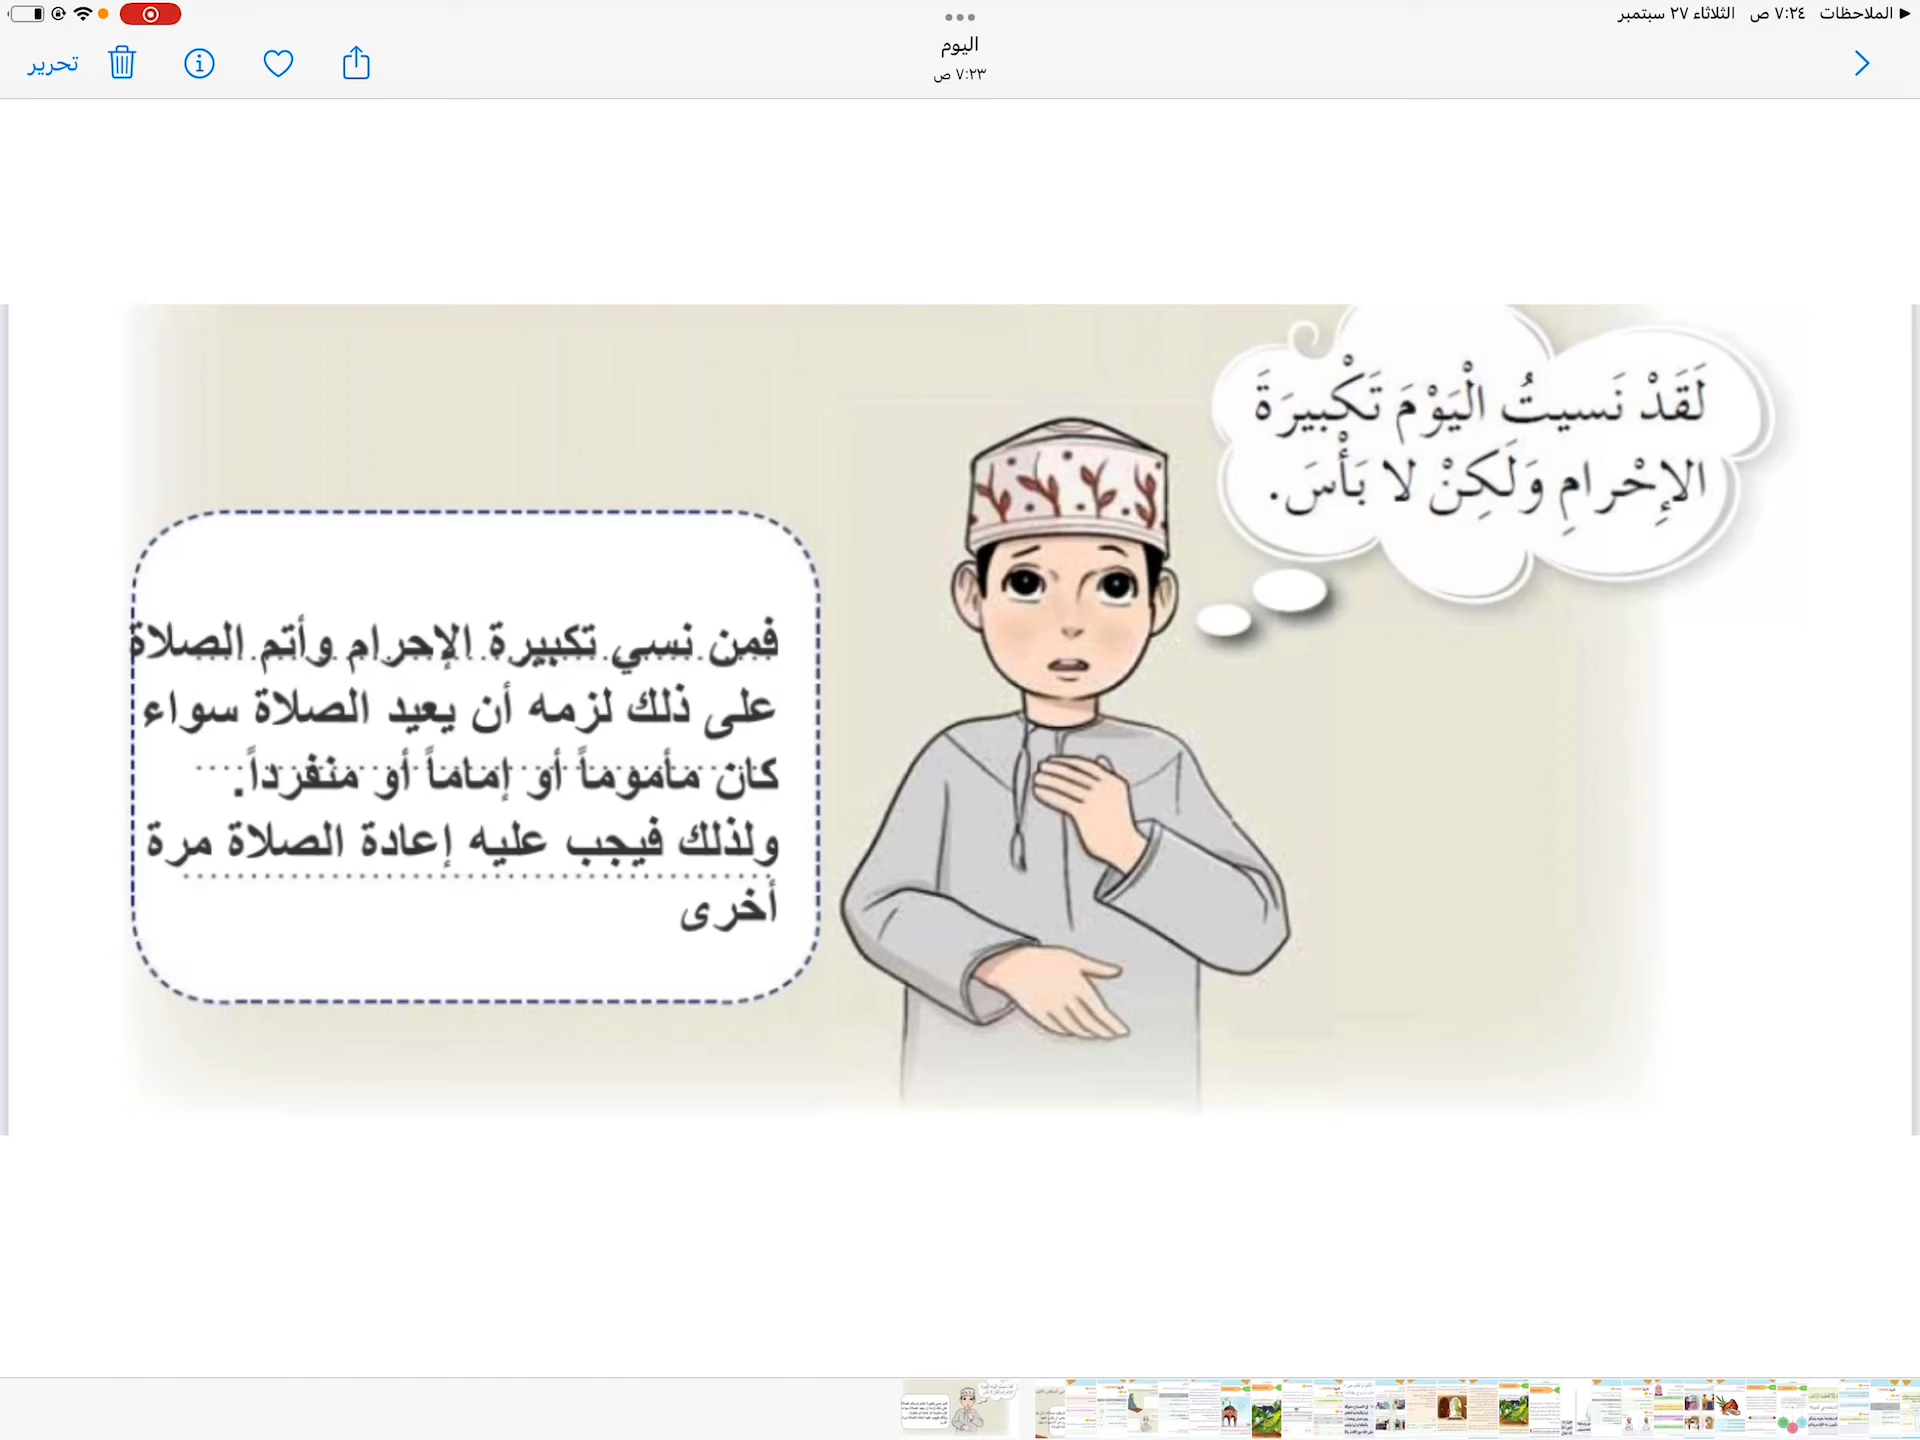 ◀ الملاحظات ٧:٢٤ ص الثلاثاء ٢٧ سبتمبر
اليوم
٧:٢٣ ص
تحرير
لَقَدْ نَسيتُ الْيَوْمَ تَكْبيرَةَ
الإِحْرامِ وَلَكِنْ لا بَأْسَ.
فمن نسي تكبيرة الإحرام وأتم الصلاة
على ذلك لزمه أن يعيد الصلاة سواء
كان مأموماً أو إماماً أو منفرداً.
ولذلك فيجب عليه إعادة الصلاة مرة
أخرى